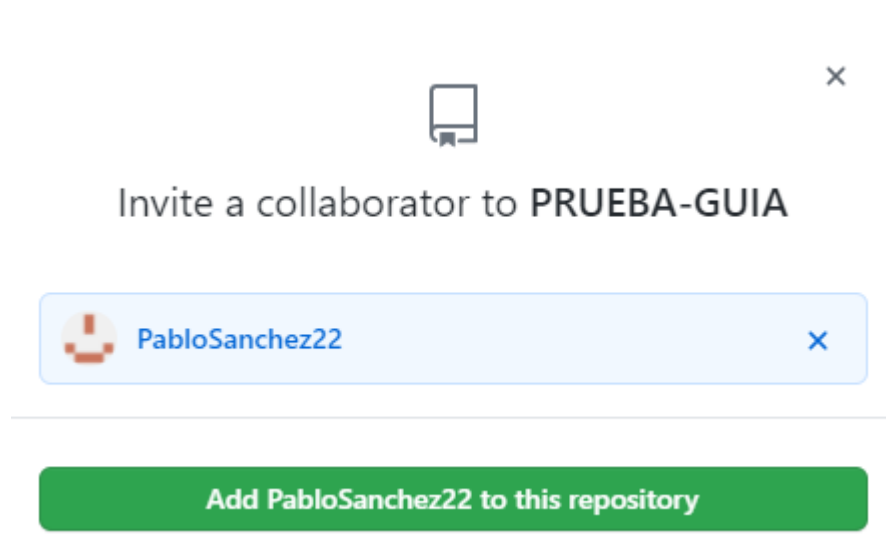 Invite a collaborator to PRUEBA-GUIA
PabloSanchez22
Add PabloSanchez22 to this repository